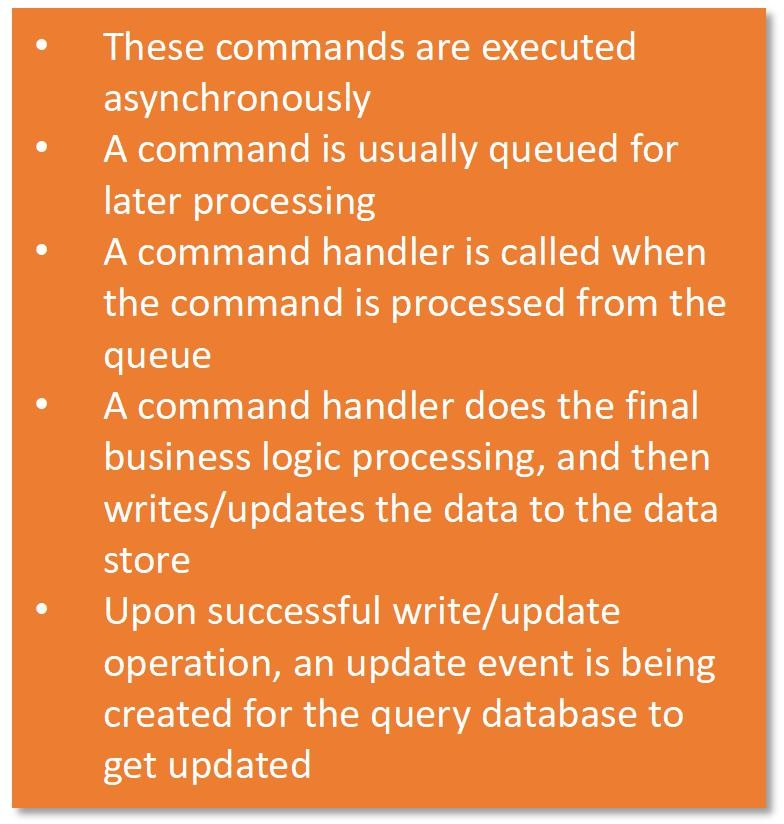 • These commands are executed
asynchronously
• A command is usually queued for
later processing
• A command handler is called when
the command is processed from the
queue
• A command handler does the final
business logic processing, and then
writes/updates the data to the data
store
• Upon successful write/update
operation, an update event is being
created for the query database to
get updated